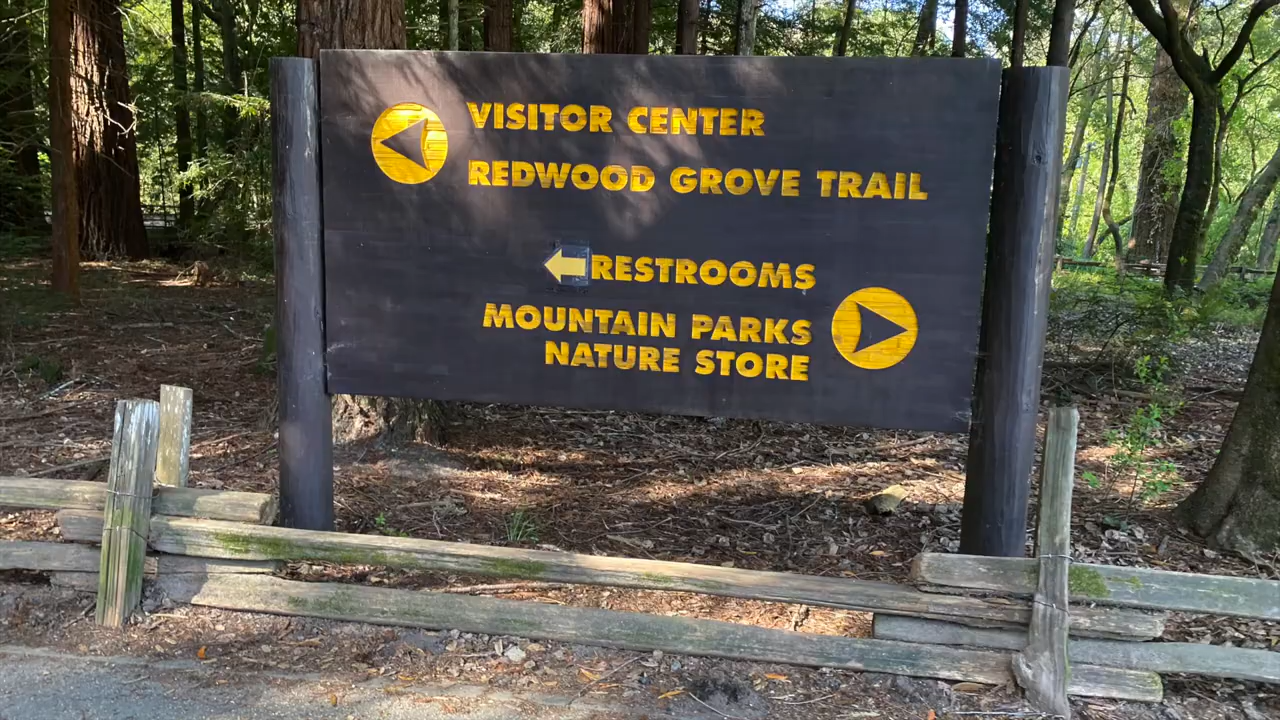 VISITOR CENTER
REDWOOD GROVE TRAIL
RESTROOMS
MOUNTAIN PARKS
NATURE STORE